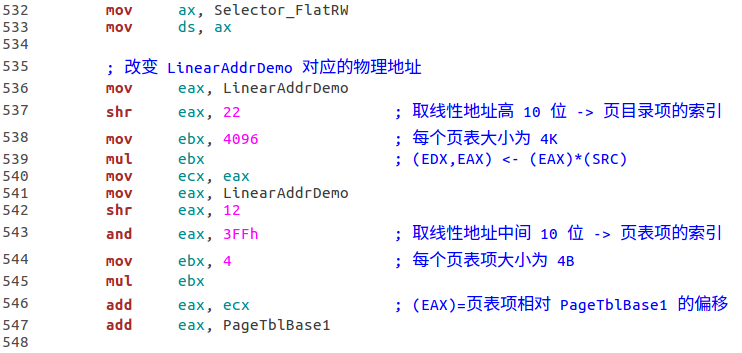 532 mov ax, Selector_FlatRW
533 mov ds, ax
534
535 ; 改变 LinearAddrDemo 对应的物理地址
536 mov eax, LinearAddrDemo
537 shr eax, 22 ; 取线性地址高 10 位 -> 页目录项的索引
538 mov ebx, 4096 ; 每个页表大小为 4K
539 mul ebx ; (EDX,EAX) <- (EAX)*(SRC)
540 mov ecx, eax
541 mov eax, LinearAddrDemo
542 shr eax, 12
543 and eax, 3FFh ; 取线性地址中间 10 位 -> 页表项的索引
544 mov ebx, 4 ; 每个页表项大小为 4B
545 mul ebx
546 add eax, ecx ; (EAX)=页表项相对 PageTblBase1 的偏移
547 add eax, PageTblBase1
548